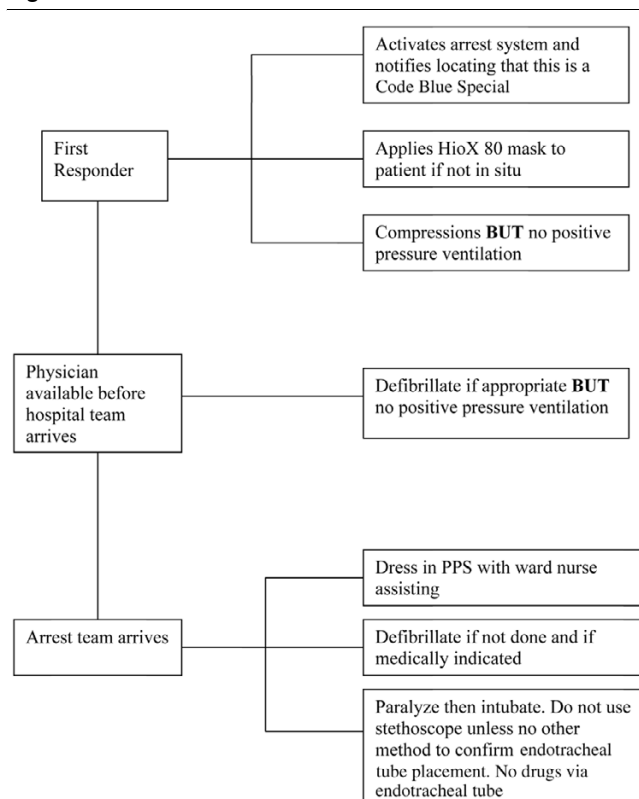 Activates arrest system and
notifies locating that this is a
Code Blue Special
First
Responder
Applies HioX 80 mask to
patient if not in situ
Compressions BUT no positive
pressure ventilation
Physician
available before
hospital team
arrives
Defibrillate if appropriate BUT
no positive pressure ventilation
Dress in PPS with ward nurse
assisting
Arrest team arrives
Defibrillate if not done and if
medically indicated
Paralyze then intubate. Do not use
stethoscope unless no other
method to confirm endotracheal
tube placement. No drugs via
endotracheal tube